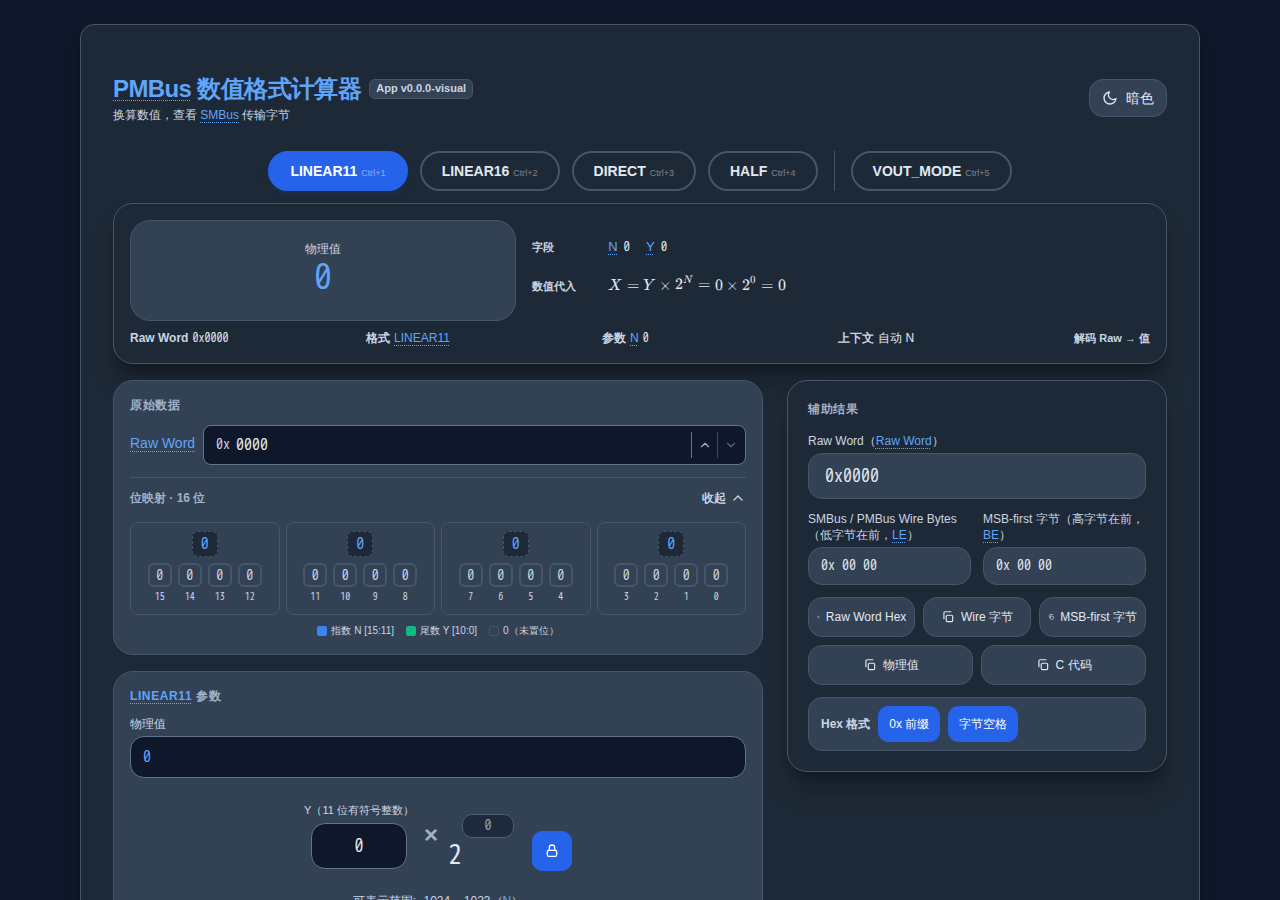 PMBus 数值格式计算器 App v0.0.0-visual
换算数值，查看 SMBus 传输字节
暗色
LINEAR11 Ctrl+1 LINEAR16 Ctrl+2 DIRECT Ctrl+3 HALF Ctrl+4 VOUT_MODE Ctrl+5
物理值
0
字段 N 0 Y 0
数值代入 X = Y × 2^N = 0 × 2^0 = 0
Raw Word 0x0000 格式 LINEAR11 参数 N 0 上下文 自动 N 解码 Raw → 值
原始数据
Raw Word 0x 0000
位映射 · 16 位 收起
0 0 0 0
0 0 0 0 0 0 0 0 0 0 0 0 0 0 0 0
15 14 13 12 11 10 9 8 7 6 5 4 3 2 1 0
指数 N [15:11] 尾数 Y [10:0] 0（未置位）
LINEAR11 参数
物理值
0
Y（11 位有符号整数）
0 × 2 0
辅助结果
Raw Word（Raw Word）
0x0000
SMBus / PMBus Wire Bytes（低字节在前，LE）
0x 00 00
MSB-first 字节（高字节在前，BE）
0x 00 00
Raw Word Hex Wire 字节 MSB-first 字节
物理值 C 代码
Hex 格式 0x 前缀 字节空格